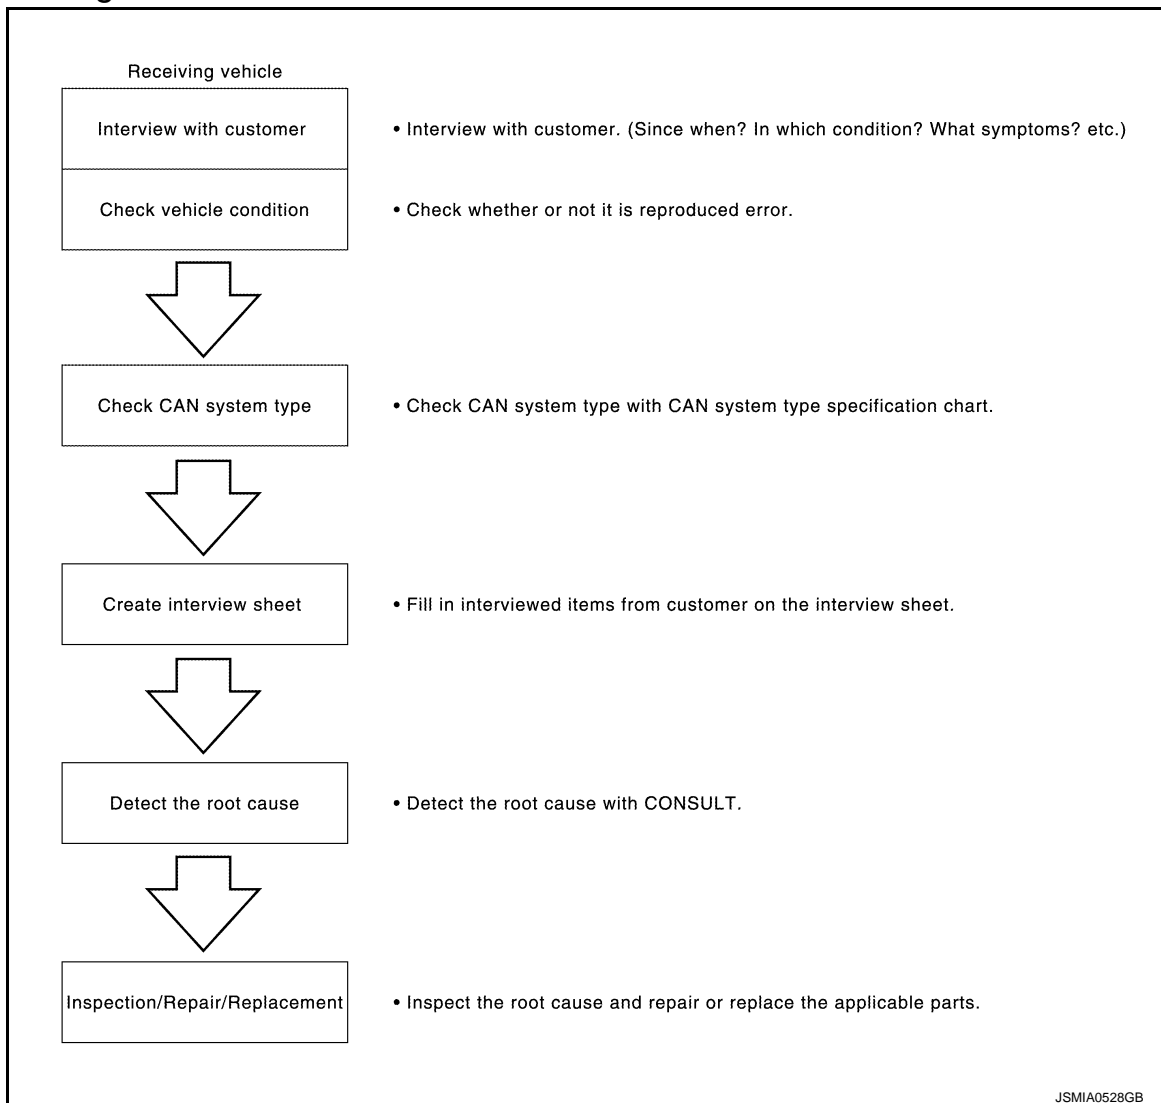 Receiving vehicle
Interview with customer
• Interview with customer. (Since when? In which condition? What symptoms? etc.)
Check vehicle condition
• Check whether or not it is reproduced error.
Check CAN system type
• Check CAN system type with CAN system type specification chart.
Create interview sheet
• Fill in interviewed items from customer on the interview sheet.
Detect the root cause
• Detect the root cause with CONSULT.
Inspection/Repair/Replacement
• Inspect the root cause and repair or replace the applicable parts.
JSMIA0528GB